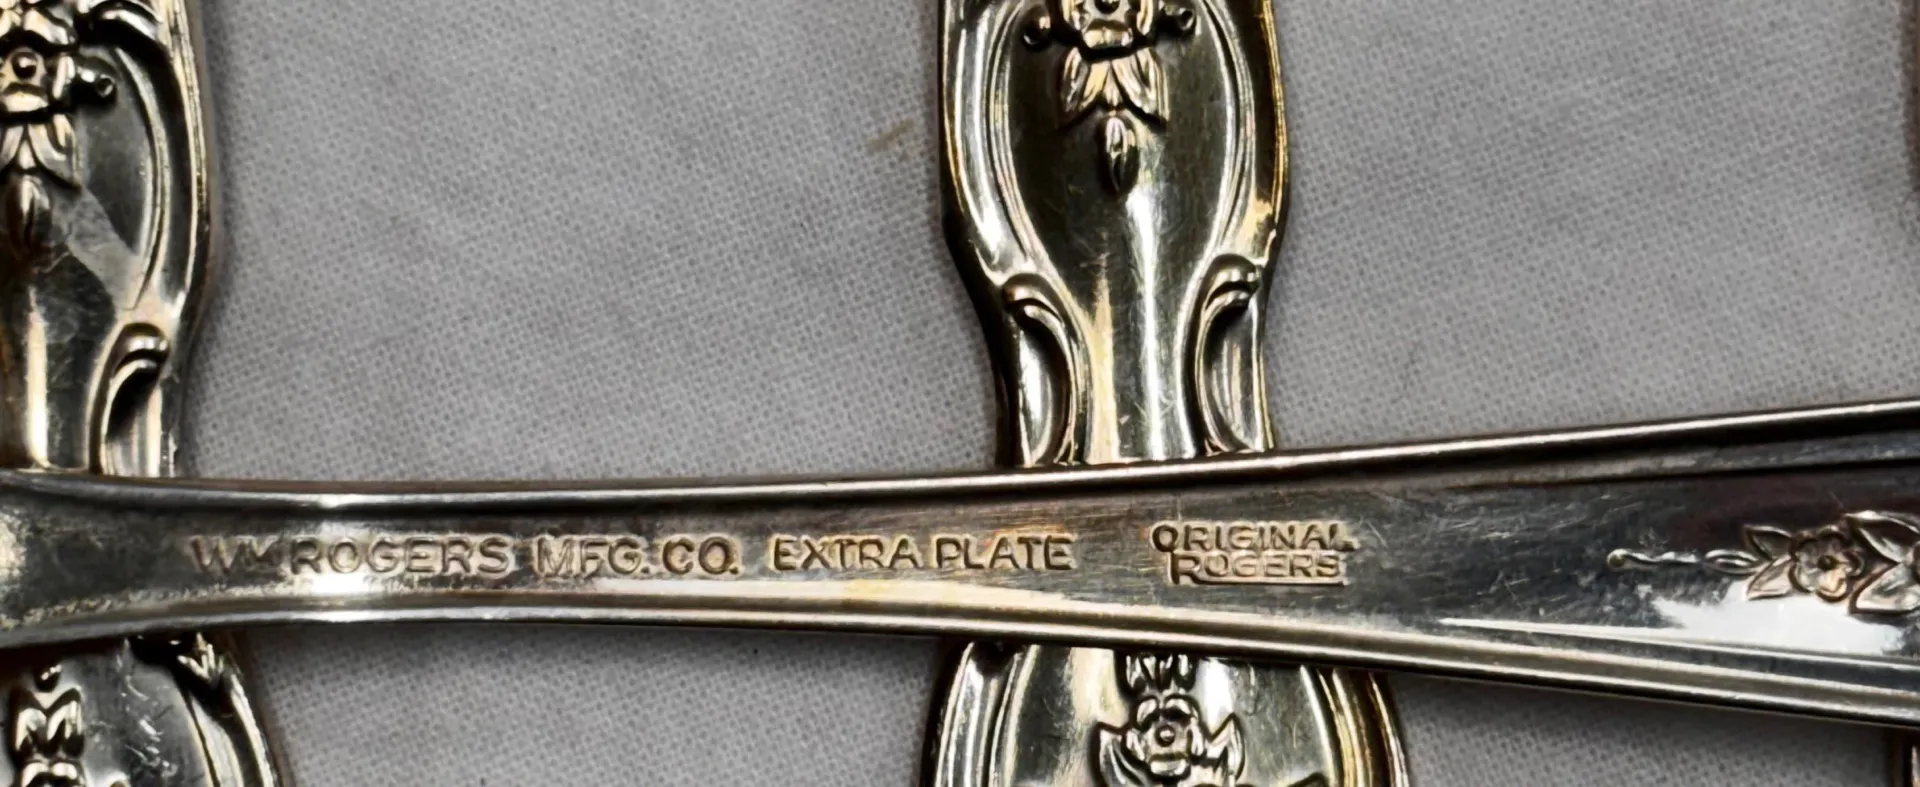 WM ROGERS MFG. CO. EXTRA PLATE
ORIGINAL
ROGERS